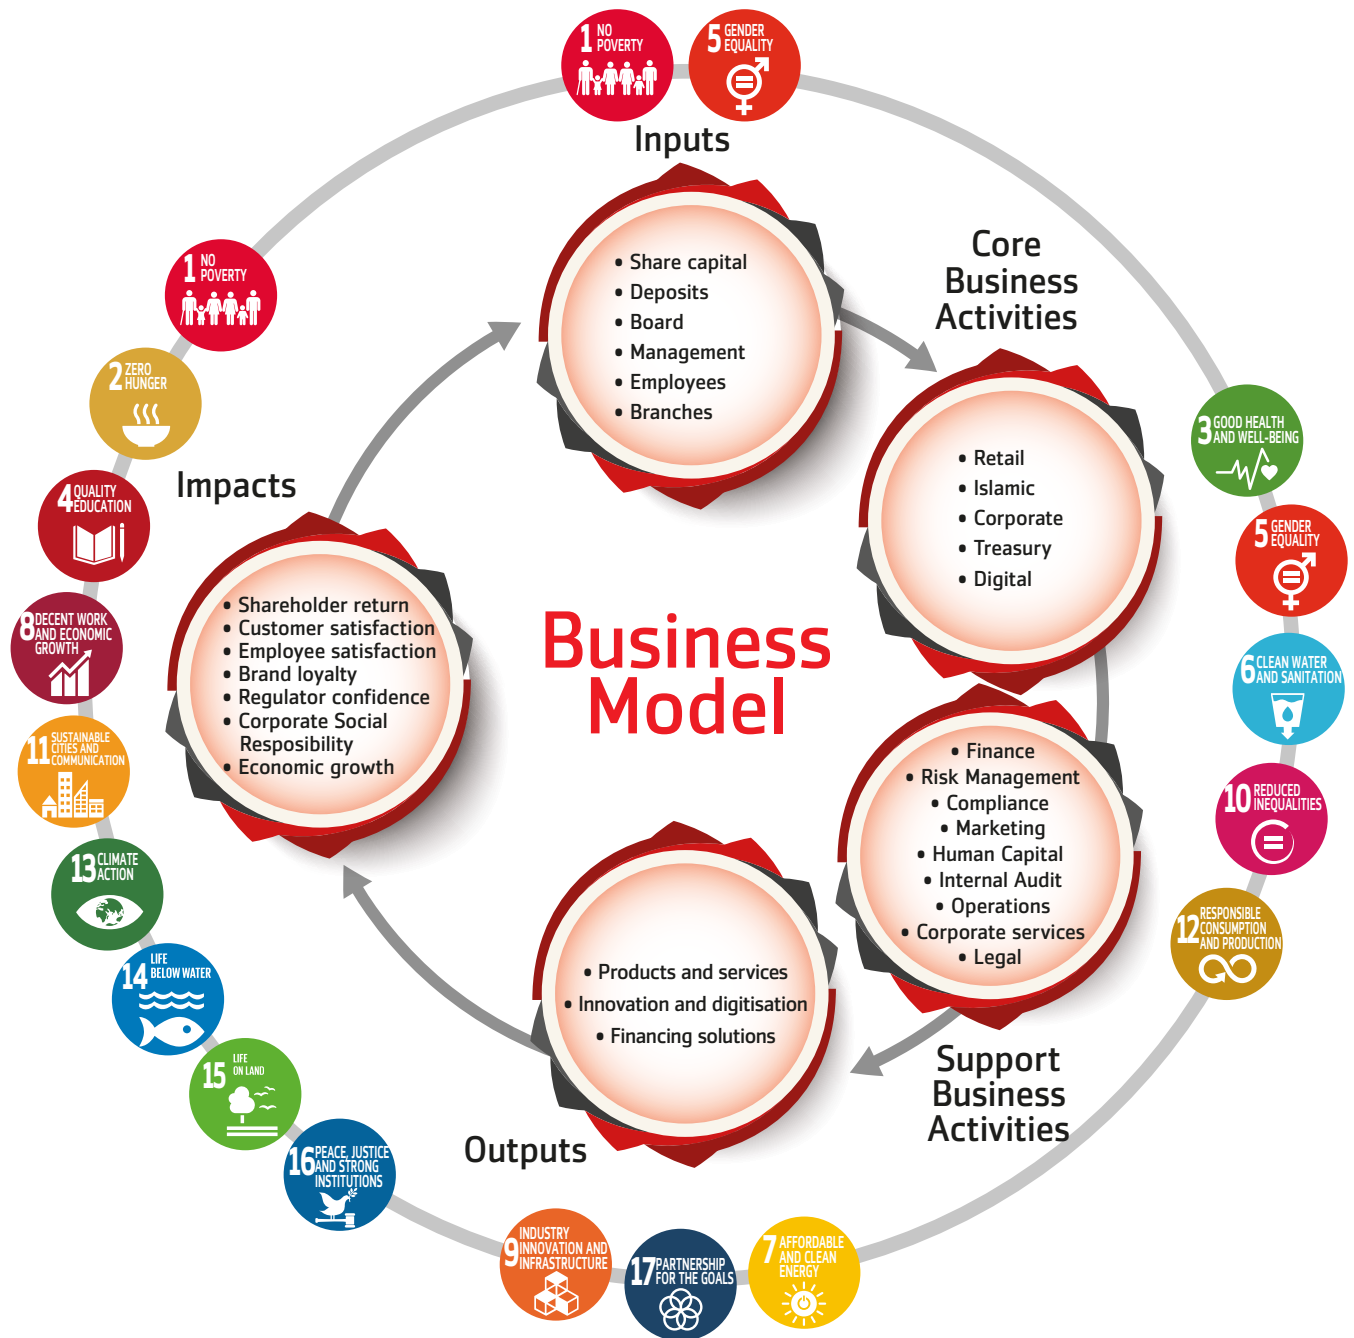 1 NO
POVERTY
5 GENDER
EQUALITY
Inputs
• Share capital
• Deposits
• Board
• Management
• Employees
• Branches
Core
Business
Activities
• Retail
• Islamic
• Corporate
• Treasury
• Digital
3 GOOD HEALTH
AND WELL-BEING
5 GENDER
EQUALITY
6 CLEAN WATER
AND SANITATION
10 REDUCED
INEQUALITIES
12 RESPONSIBLE
CONSUMPTION
AND PRODUCTION
Business
Model
• Finance
• Risk Management
• Compliance
• Marketing
• Human Capital
• Internal Audit
• Operations
• Corporate services
• Legal
Support
Business
Activities
• Products and services
• Innovation and digitisation
• Financing solutions
Outputs
7 AFFORDABLE
AND CLEAN
ENERGY
17 PARTNERSHIP
FOR THE GOALS
9 INDUSTRY
INNOVATION AND
INFRASTRUCTURE
Impacts
• Shareholder return
• Customer satisfaction
• Employee satisfaction
• Brand loyalty
• Regulator confidence
• Corporate Social
Resposibility
• Economic growth
1 NO
POVERTY
2 ZERO
HUNGER
4 QUALITY
EDUCATION
8 DECENT WORK
AND ECONOMIC
GROWTH
11 SUSTAINABLE
CITIES AND
COMMUNICATION
13 CLIMATE
ACTION
14 LIFE
BELOW WATER
15 LIFE
ON LAND
16 PEACE, JUSTICE
AND STRONG
INSTITUTIONS